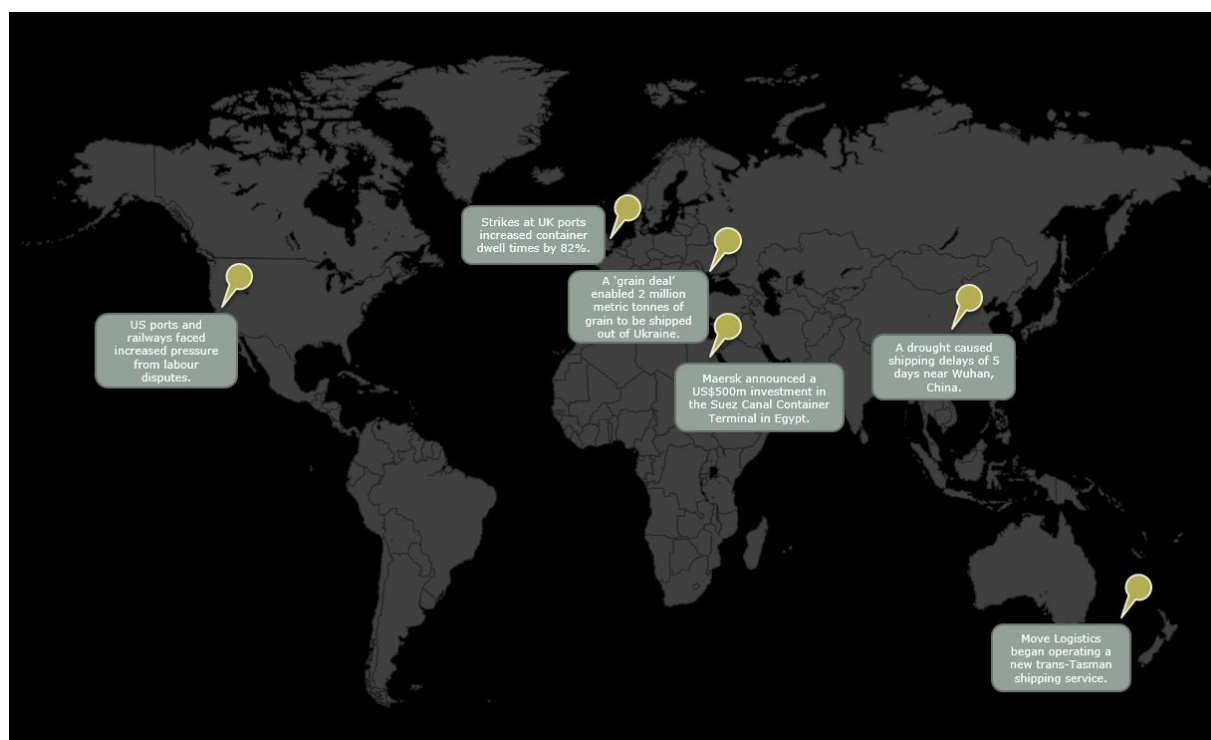 Strikes at UK ports
increased container
dwell times by 82%.
A 'grain deal'
enabled 2 million
metric tonnes of
grain to be shipped
out of Ukraine.
US ports and
railways faced
increased pressure
from labour
disputes.
A drought caused
shipping delays of 5
days near Wuhan,
China.
Maersk announced a
US$500m investment in
the Suez Canal Container
Terminal in Egypt.
Move Logistics
began operating a
new trans-Tasman
shipping service.